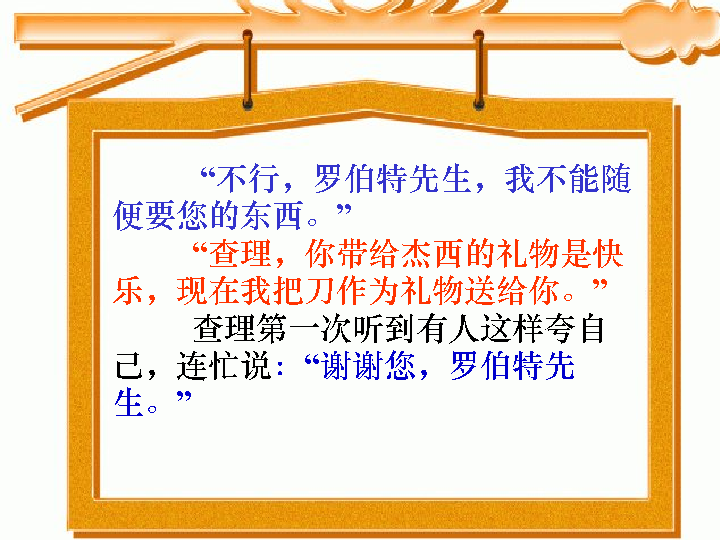 “不行，罗伯特先生，我不能随
便要您的东西。”
“查理，你带给杰西的礼物是快
乐，现在我把刀作为礼物送给你。”
查理第一次听到有人这样夸自
己，连忙说：“谢谢您，罗伯特先
生。”